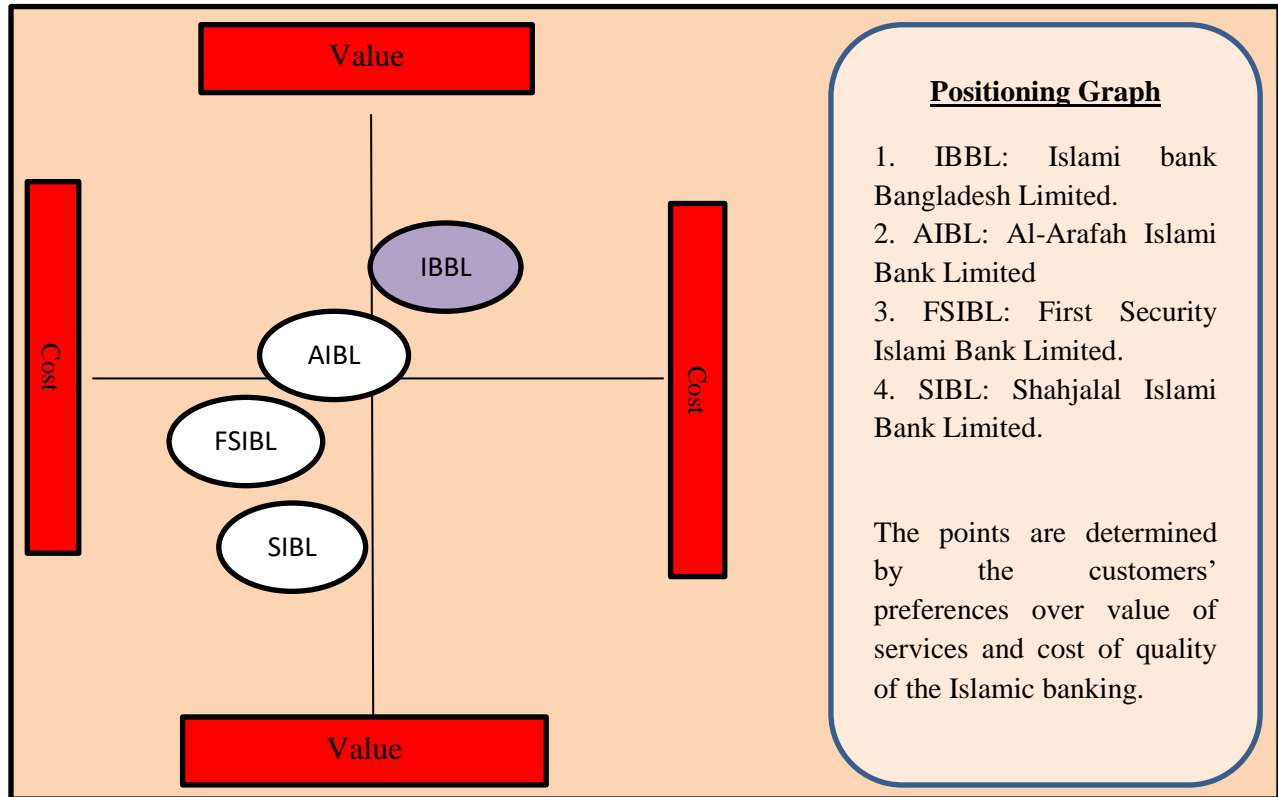 Value
Cost
IBBL
AIBL
FSIBL
SIBL
Cost
Value
Positioning Graph
1. IBBL: Islami bank
Bangladesh Limited.
2. AIBL: Al-Arafah Islami
Bank Limited
3. FSIBL: First Security
Islami Bank Limited.
4. SIBL: Shahjalal Islami
Bank Limited.
The points are determined
by the customers’
preferences over value of
services and cost of quality
of the Islamic banking.